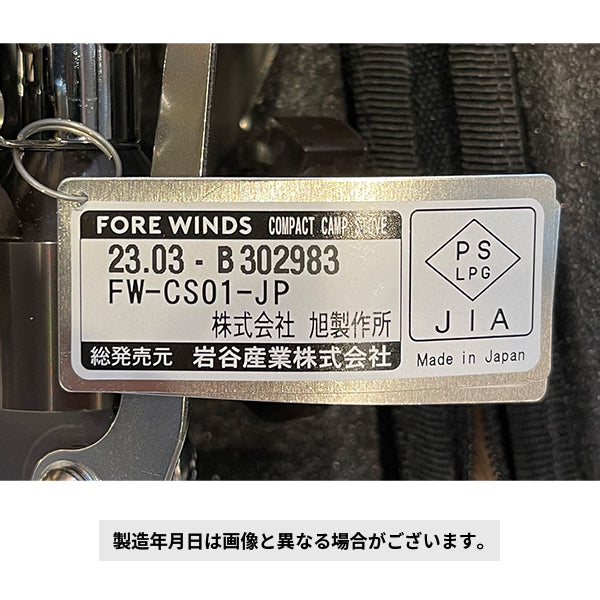 FORE WINDS COMPACT CAMP STOVE
23.03 - B 302983
FW-CS01-JP
株式会社 旭製作所
総発売元 岩谷産業株式会社
PS
LPG
JIA
Made in Japan
製造年月日は画像と異なる場合がございます。